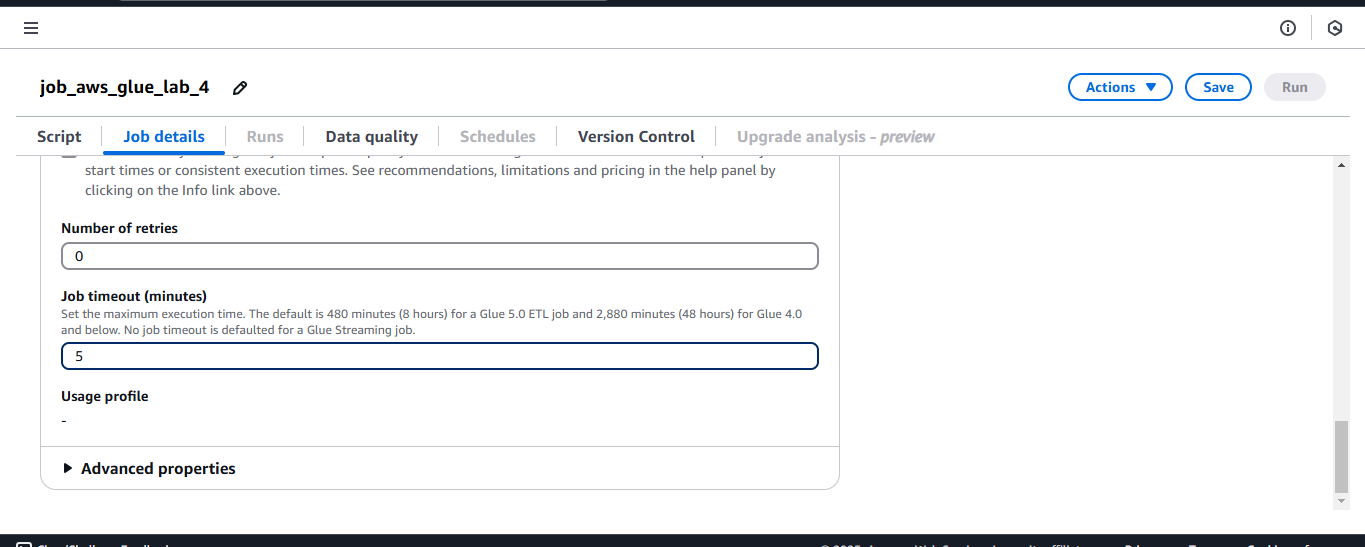 job_aws_glue_lab_4
Actions
Save
Run
Script
Job details
Runs
Data quality
Schedules
Version Control
Upgrade analysis - preview
start times or consistent execution times. See recommendations, limitations and pricing in the help panel by
clicking on the Info link above.
Number of retries
0
Job timeout (minutes)
Set the maximum execution time. The default is 480 minutes (8 hours) for a Glue 5.0 ETL job and 2,880 minutes (48 hours) for Glue 4.0
and below. No job timeout is defaulted for a Glue Streaming job.
5
Usage profile
-
Advanced properties